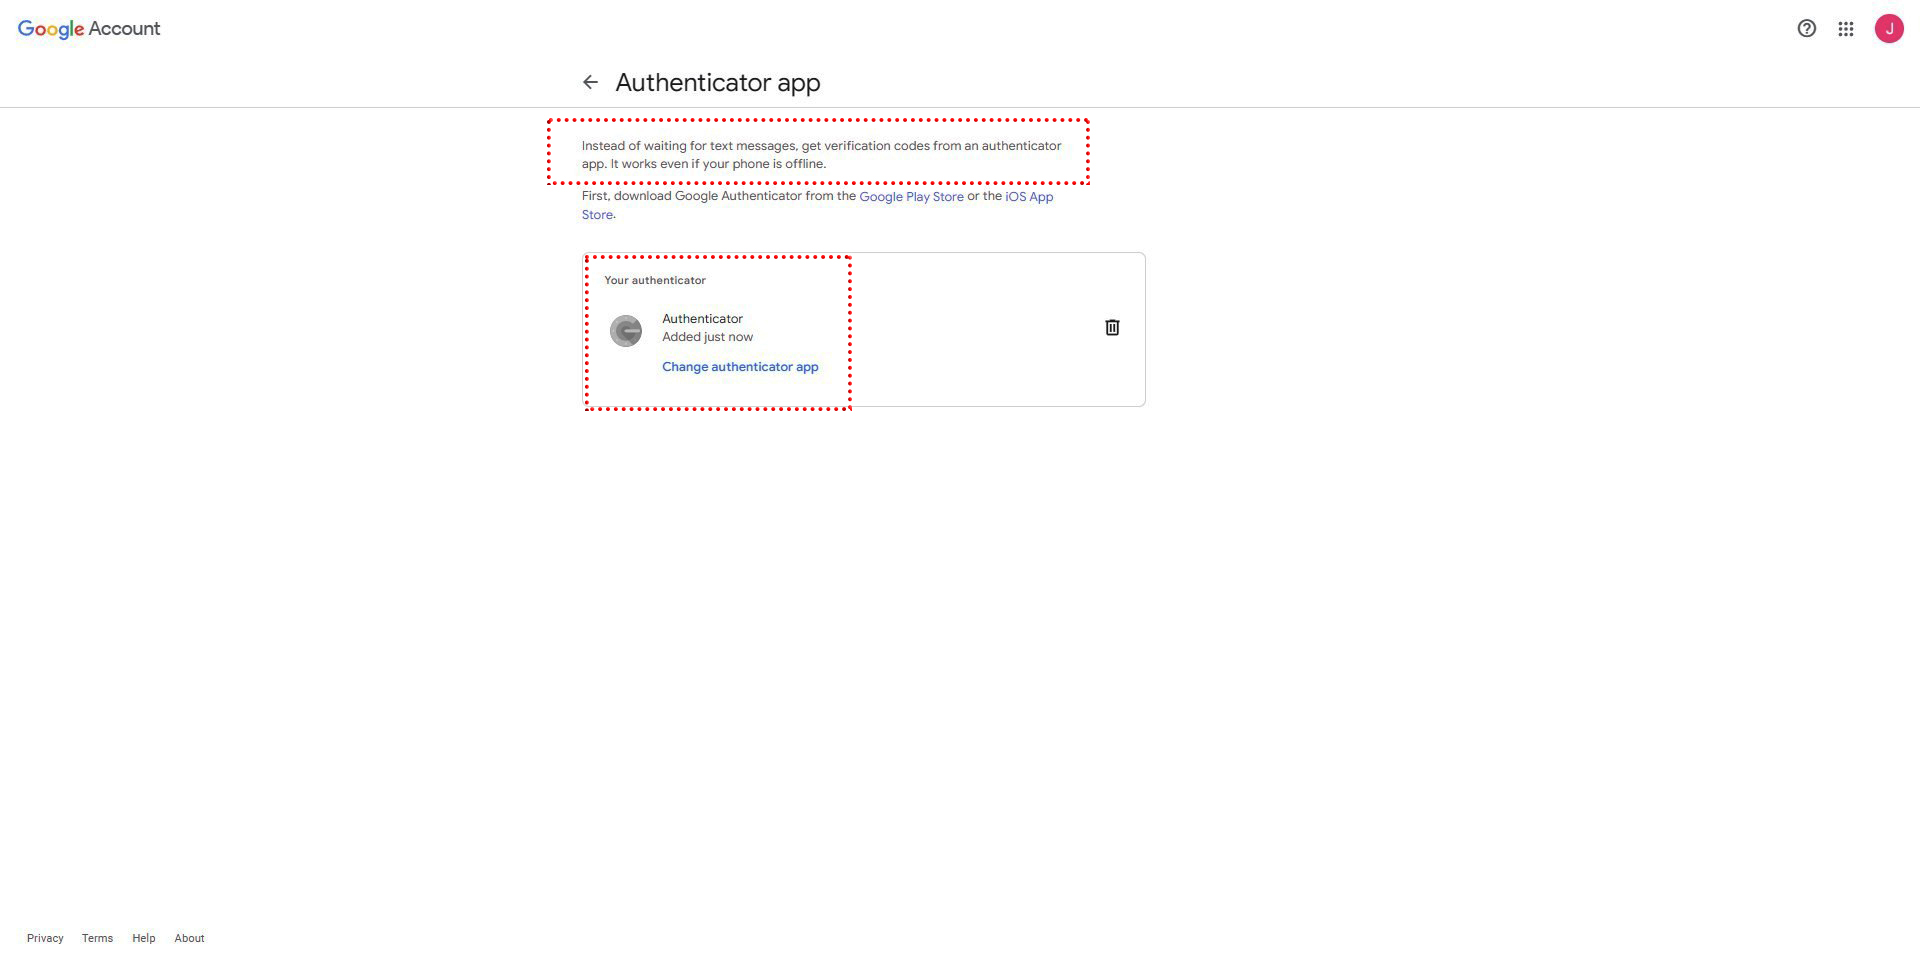 Google Account
J
Authenticator app
Instead of waiting for text messages, get verification codes from an authenticator
app. It works even if your phone is offline.
First, download Google Authenticator from the Google Play Store or the iOS App
Store.
Your authenticator
Authenticator
Added just now
Change authenticator app
Privacy Terms Help About